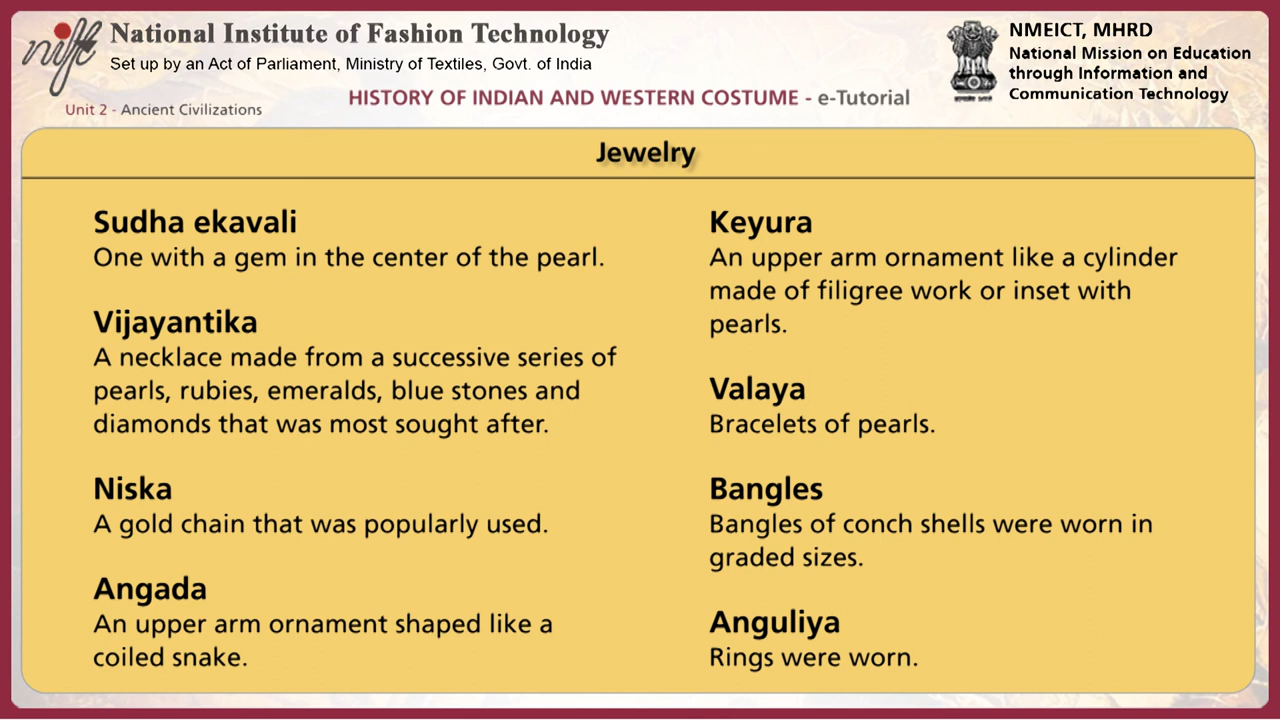 nift
National Institute of Fashion Technology
Set up by an Act of Parliament, Ministry of Textiles, Govt. of India
NMEICT, MHRD
National Mission on Education
through Information and
Communication Technology
HISTORY OF INDIAN AND WESTERN COSTUME - e-Tutorial
Unit 2 - Ancient Civilizations
Jewelry
Sudha ekavali
One with a gem in the center of the pearl.
Vijayantika
A necklace made from a successive series of
pearls, rubies, emeralds, blue stones and
diamonds that was most sought after.
Niska
A gold chain that was popularly used.
Angada
An upper arm ornament shaped like a
coiled snake.
Keyura
An upper arm ornament like a cylinder
made of filigree work or inset with
pearls.
Valaya
Bracelets of pearls.
Bangles
Bangles of conch shells were worn in
graded sizes.
Anguliya
Rings were worn.